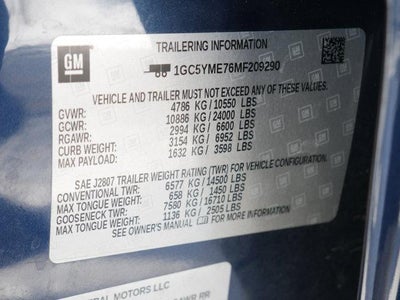 GM
TRAILERING INFORMATION
1GC5YME76MF209290
VEHICLE AND TRAILER MUST NOT EXCEED ANY OF THESE
GVWR: 4786 KG/10550 LBS
GCWR: 10886 KG/24000 LBS
RGAWR: 2994 KG/ 6600 LBS
CURB WEIGHT: 3154 KG/ 6952 LBS
MAX PAYLOAD: 1632 KG/ 3598 LBS
SAE J2807 TRAILER WEIGHT RATING (TWR) FOR VEHICLE CONFIGURATION.
CONVENTIONAL TWR: 6577 KG/ 14500 LBS
MAX TONGUE WEIGHT: 658 KG/ 1450 LBS
GOOSENECK TWR: 7580 KG/ 16710 LBS
MAX TONGUE WEIGHT: 1136 KG/ 2505 LBS
SEE OWNER'S MANUAL FOR ADDITIONAL INFORMATION
MOTORS LLC